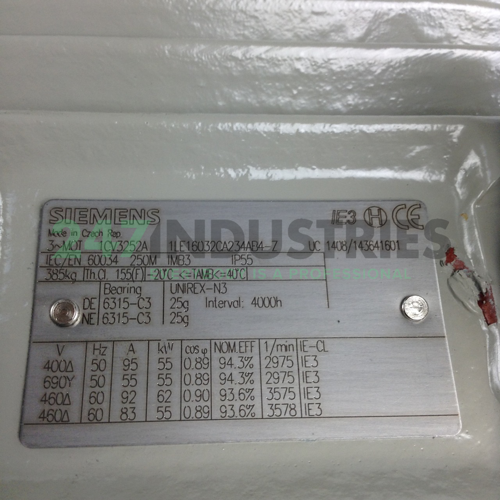 SIEMENS IE3 H CE
Made in Czech Rep.
3~MOT. 1CV3252A 1LE16032CA234AB4-Z UC 1408/143641601
IEC/EN 60034 250M IMB3 IP55
385kg Th.Cl. 155(F) -20°C<=TAMB<=40°C
Bearing UNIREX-N3
DE 6315-C3 25g Interval: 4000h
NE 6315-C3 25g
V Hz A kW cos φ NOM.EFF 1/min IE-CL
400Δ 50 95 55 0.89 94.3% 2975 IE3
690Y 50 55 55 0.89 94.3% 2975 IE3
460Δ 60 92 62 0.90 93.6% 3575 IE3
460Δ 60 83 55 0.89 93.6% 3578 IE3
247 INDUSTRIES